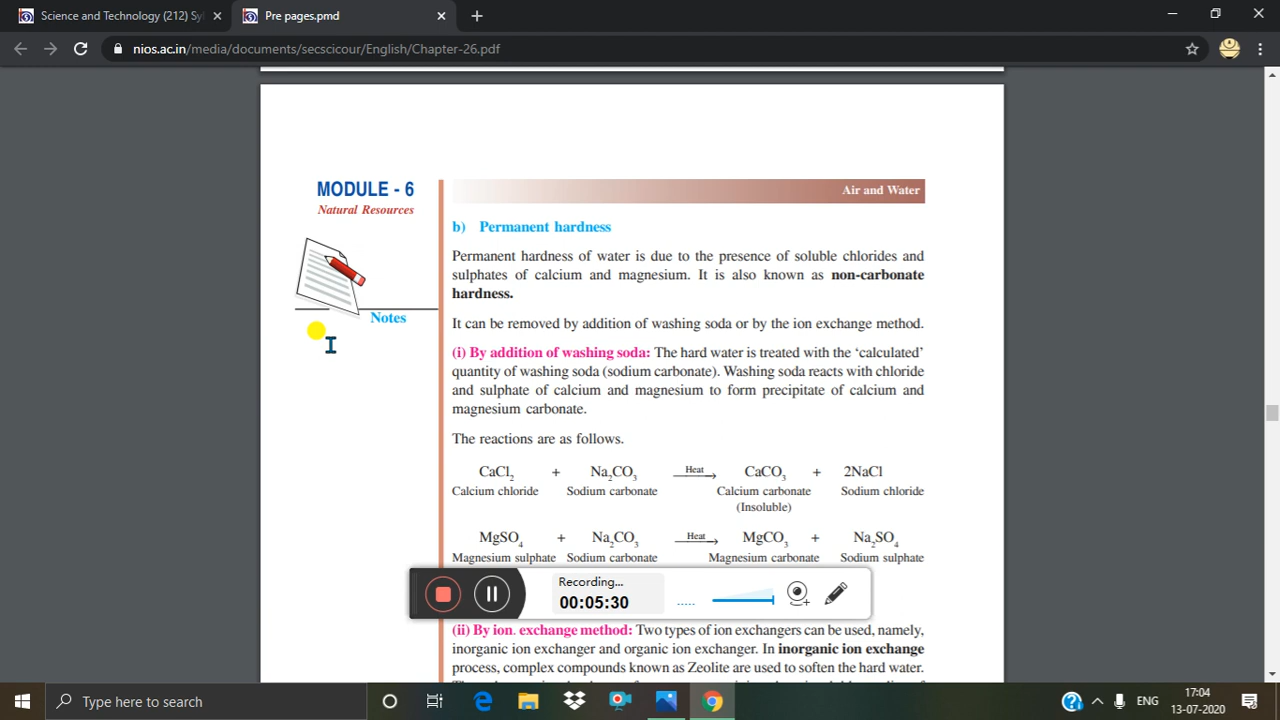 Science and Technology (212) Syl
Pre pages.pmd
nios.ac.in/media/documents/secscicour/English/Chapter-26.pdf
MODULE - 6
Natural Resources
Notes
Air and Water
b) Permanent hardness
Permanent hardness of water is due to the presence of soluble chlorides and
sulphates of calcium and magnesium. It is also known as non-carbonate
hardness.
It can be removed by addition of washing soda or by the ion exchange method.
(i) By addition of washing soda: The hard water is treated with the ‘calculated’
quantity of washing soda (sodium carbonate). Washing soda reacts with chloride
and sulphate of calcium and magnesium to form precipitate of calcium and
magnesium carbonate.
The reactions are as follows.
CaCl₂ + Na₂CO₃ Heat → CaCO₃ + 2NaCl
Calcium chloride Sodium carbonate Calcium carbonate Sodium chloride
(Insoluble)
MgSO₄ + Na₂CO₃ Heat → MgCO₃ + Na₂SO₄
Magnesium sulphate Sodium carbonate Magnesium carbonate Sodium sulphate
Recording...
00:05:30
(ii) By ion. exchange method: Two types of ion exchangers can be used, namely,
inorganic ion exchanger and organic ion exchanger. In inorganic ion exchange
process, complex compounds known as Zeolite are used to soften the hard water.
Type here to search
ENG
17:04
13-07-2020